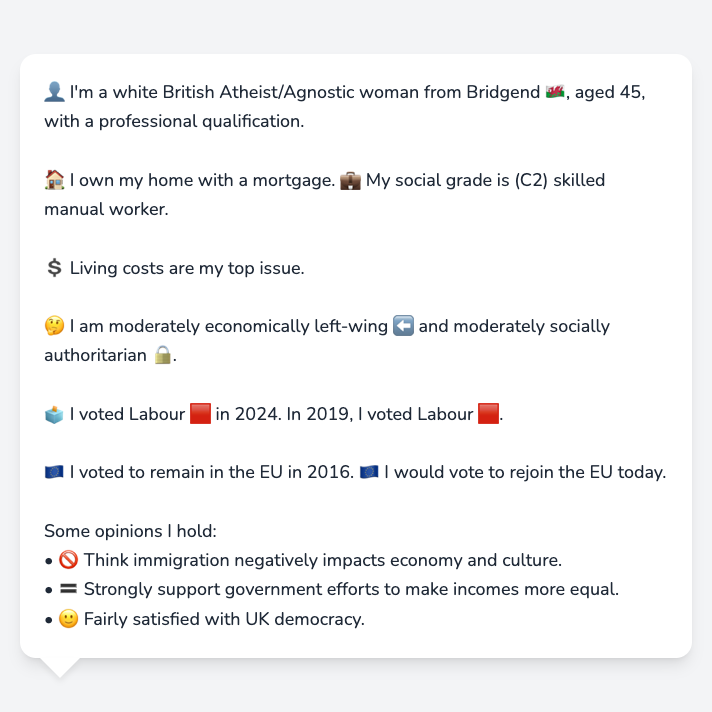 👤 I'm a white British Atheist/Agnostic woman from Bridgend 🏴󠁧󠁢󠁷󠁬󠁳󠁿, aged 45,
with a professional qualification.
🏠 I own my home with a mortgage. 💼 My social grade is (C2) skilled
manual worker.
💲 Living costs are my top issue.
🤔 I am moderately economically left-wing ⬅️ and moderately socially
authoritarian 🔒.
🗳️ I voted Labour 🟥 in 2024. In 2019, I voted Labour 🟥.
🇪🇺 I voted to remain in the EU in 2016. 🇪🇺 I would vote to rejoin the EU today.
Some opinions I hold:
• 🚫 Think immigration negatively impacts economy and culture.
• 🟰 Strongly support government efforts to make incomes more equal.
• 🙂 Fairly satisfied with UK democracy.